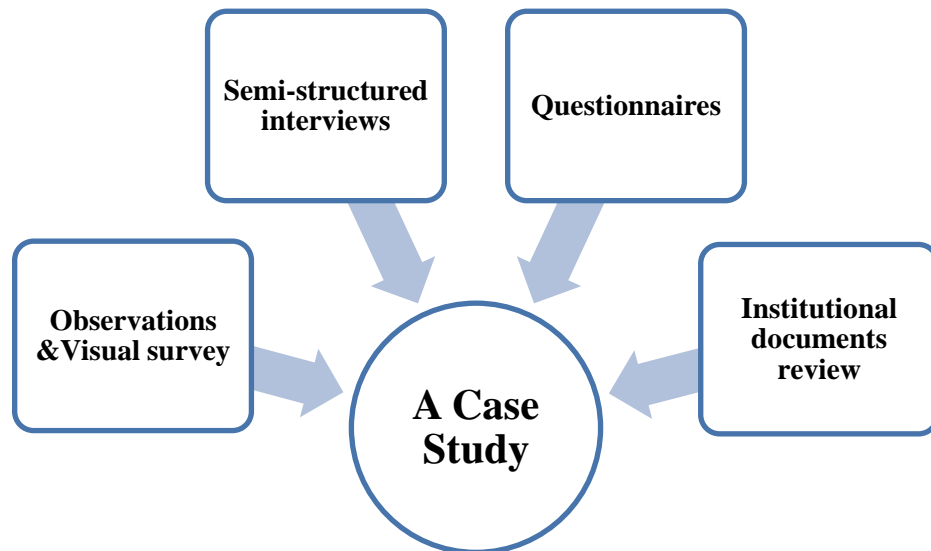 Semi-structured
interviews
Questionnaires
Observations
&Visual survey
Institutional
documents
review
A Case
Study